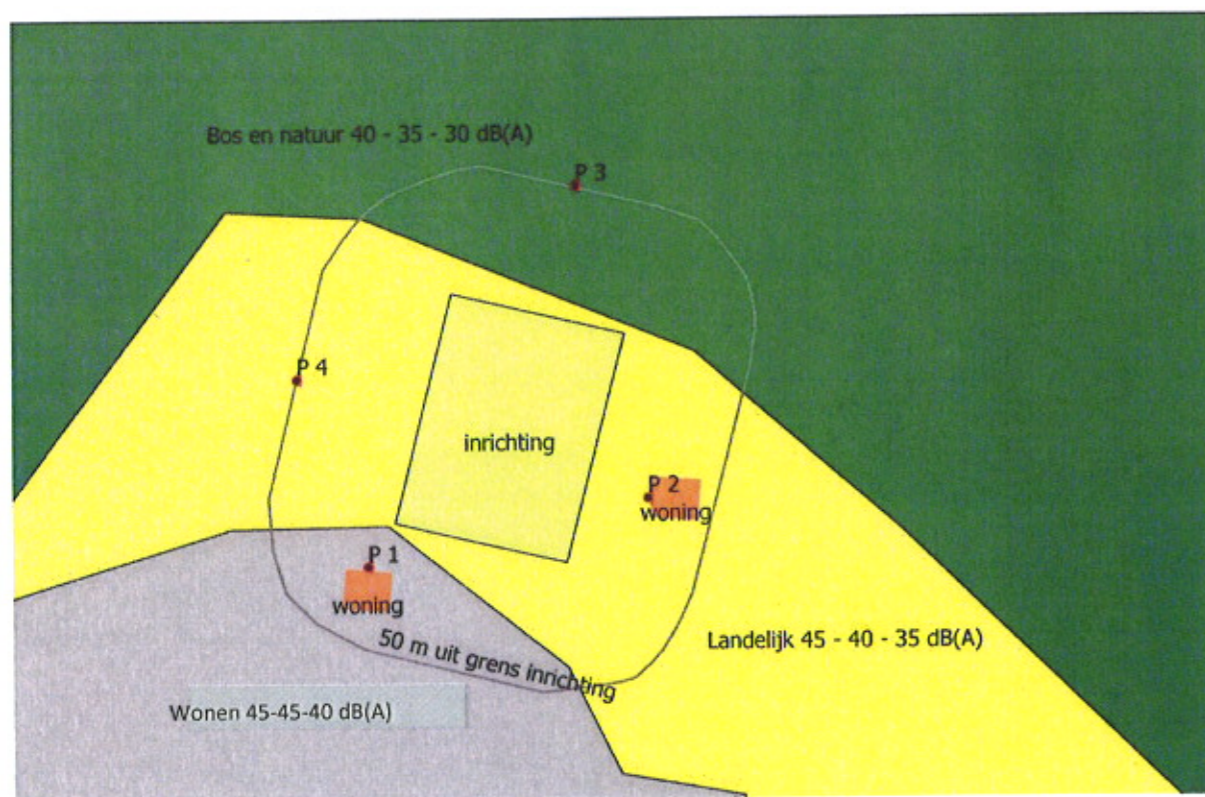 Bos en natuur 40 - 35 - 30 dB(A)
P 3
P 4
inrichting
P 2
woning
P 1
woning
50 m uit grens inrichting
Landelijk 45 - 40 - 35 dB(A)
Wonen 45-45-40 dB(A)